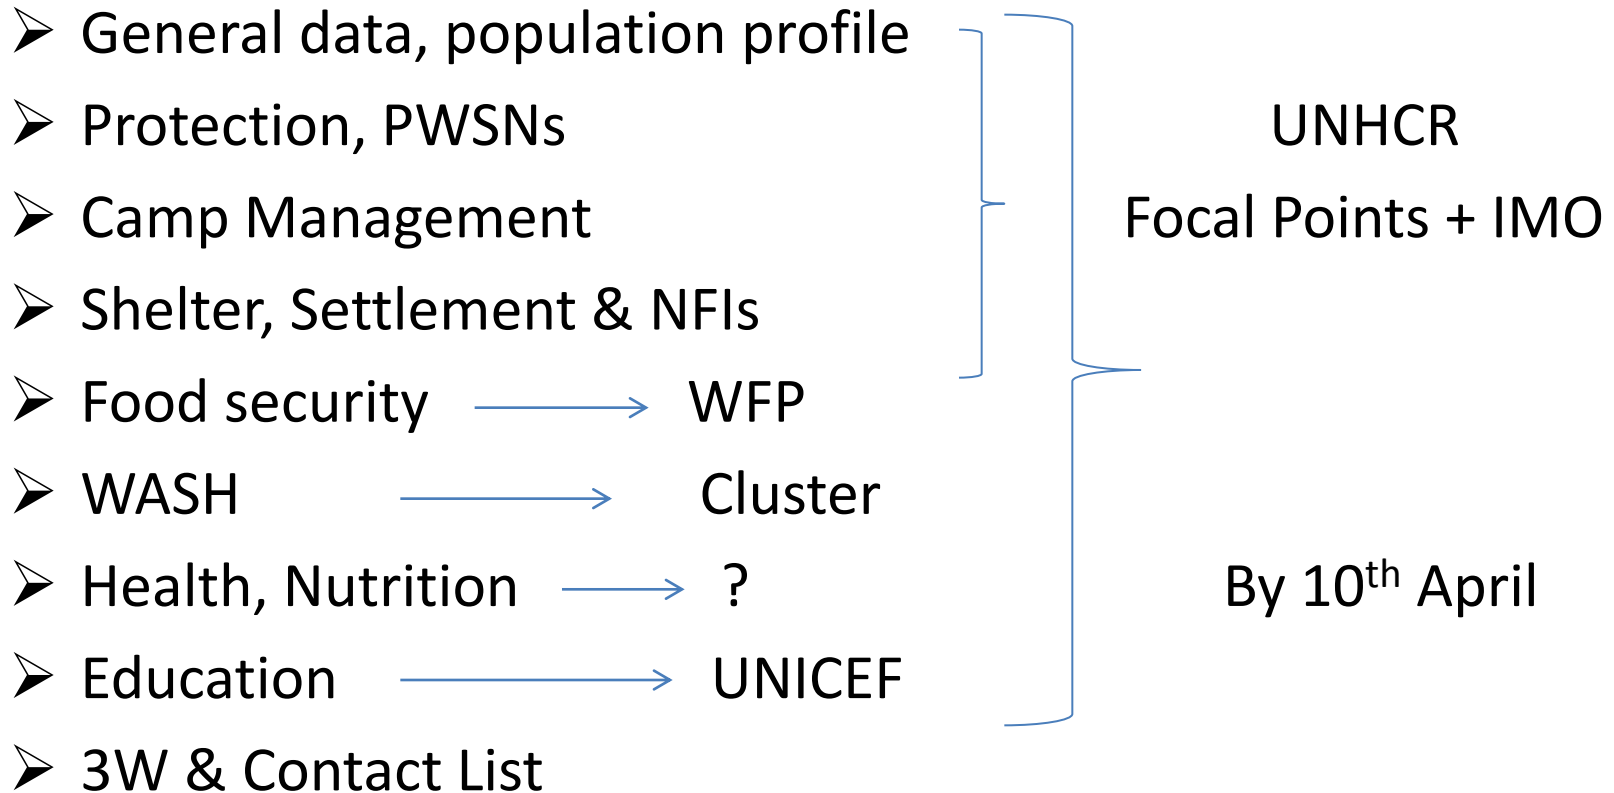 General data, population profile
Protection, PWSNs
UNHCR
Camp Management
Focal Points + IMO
Shelter, Settlement & NFIs
Food security WFP
WASH Cluster
Health, Nutrition ?
By 10th April
Education UNICEF
3W & Contact List